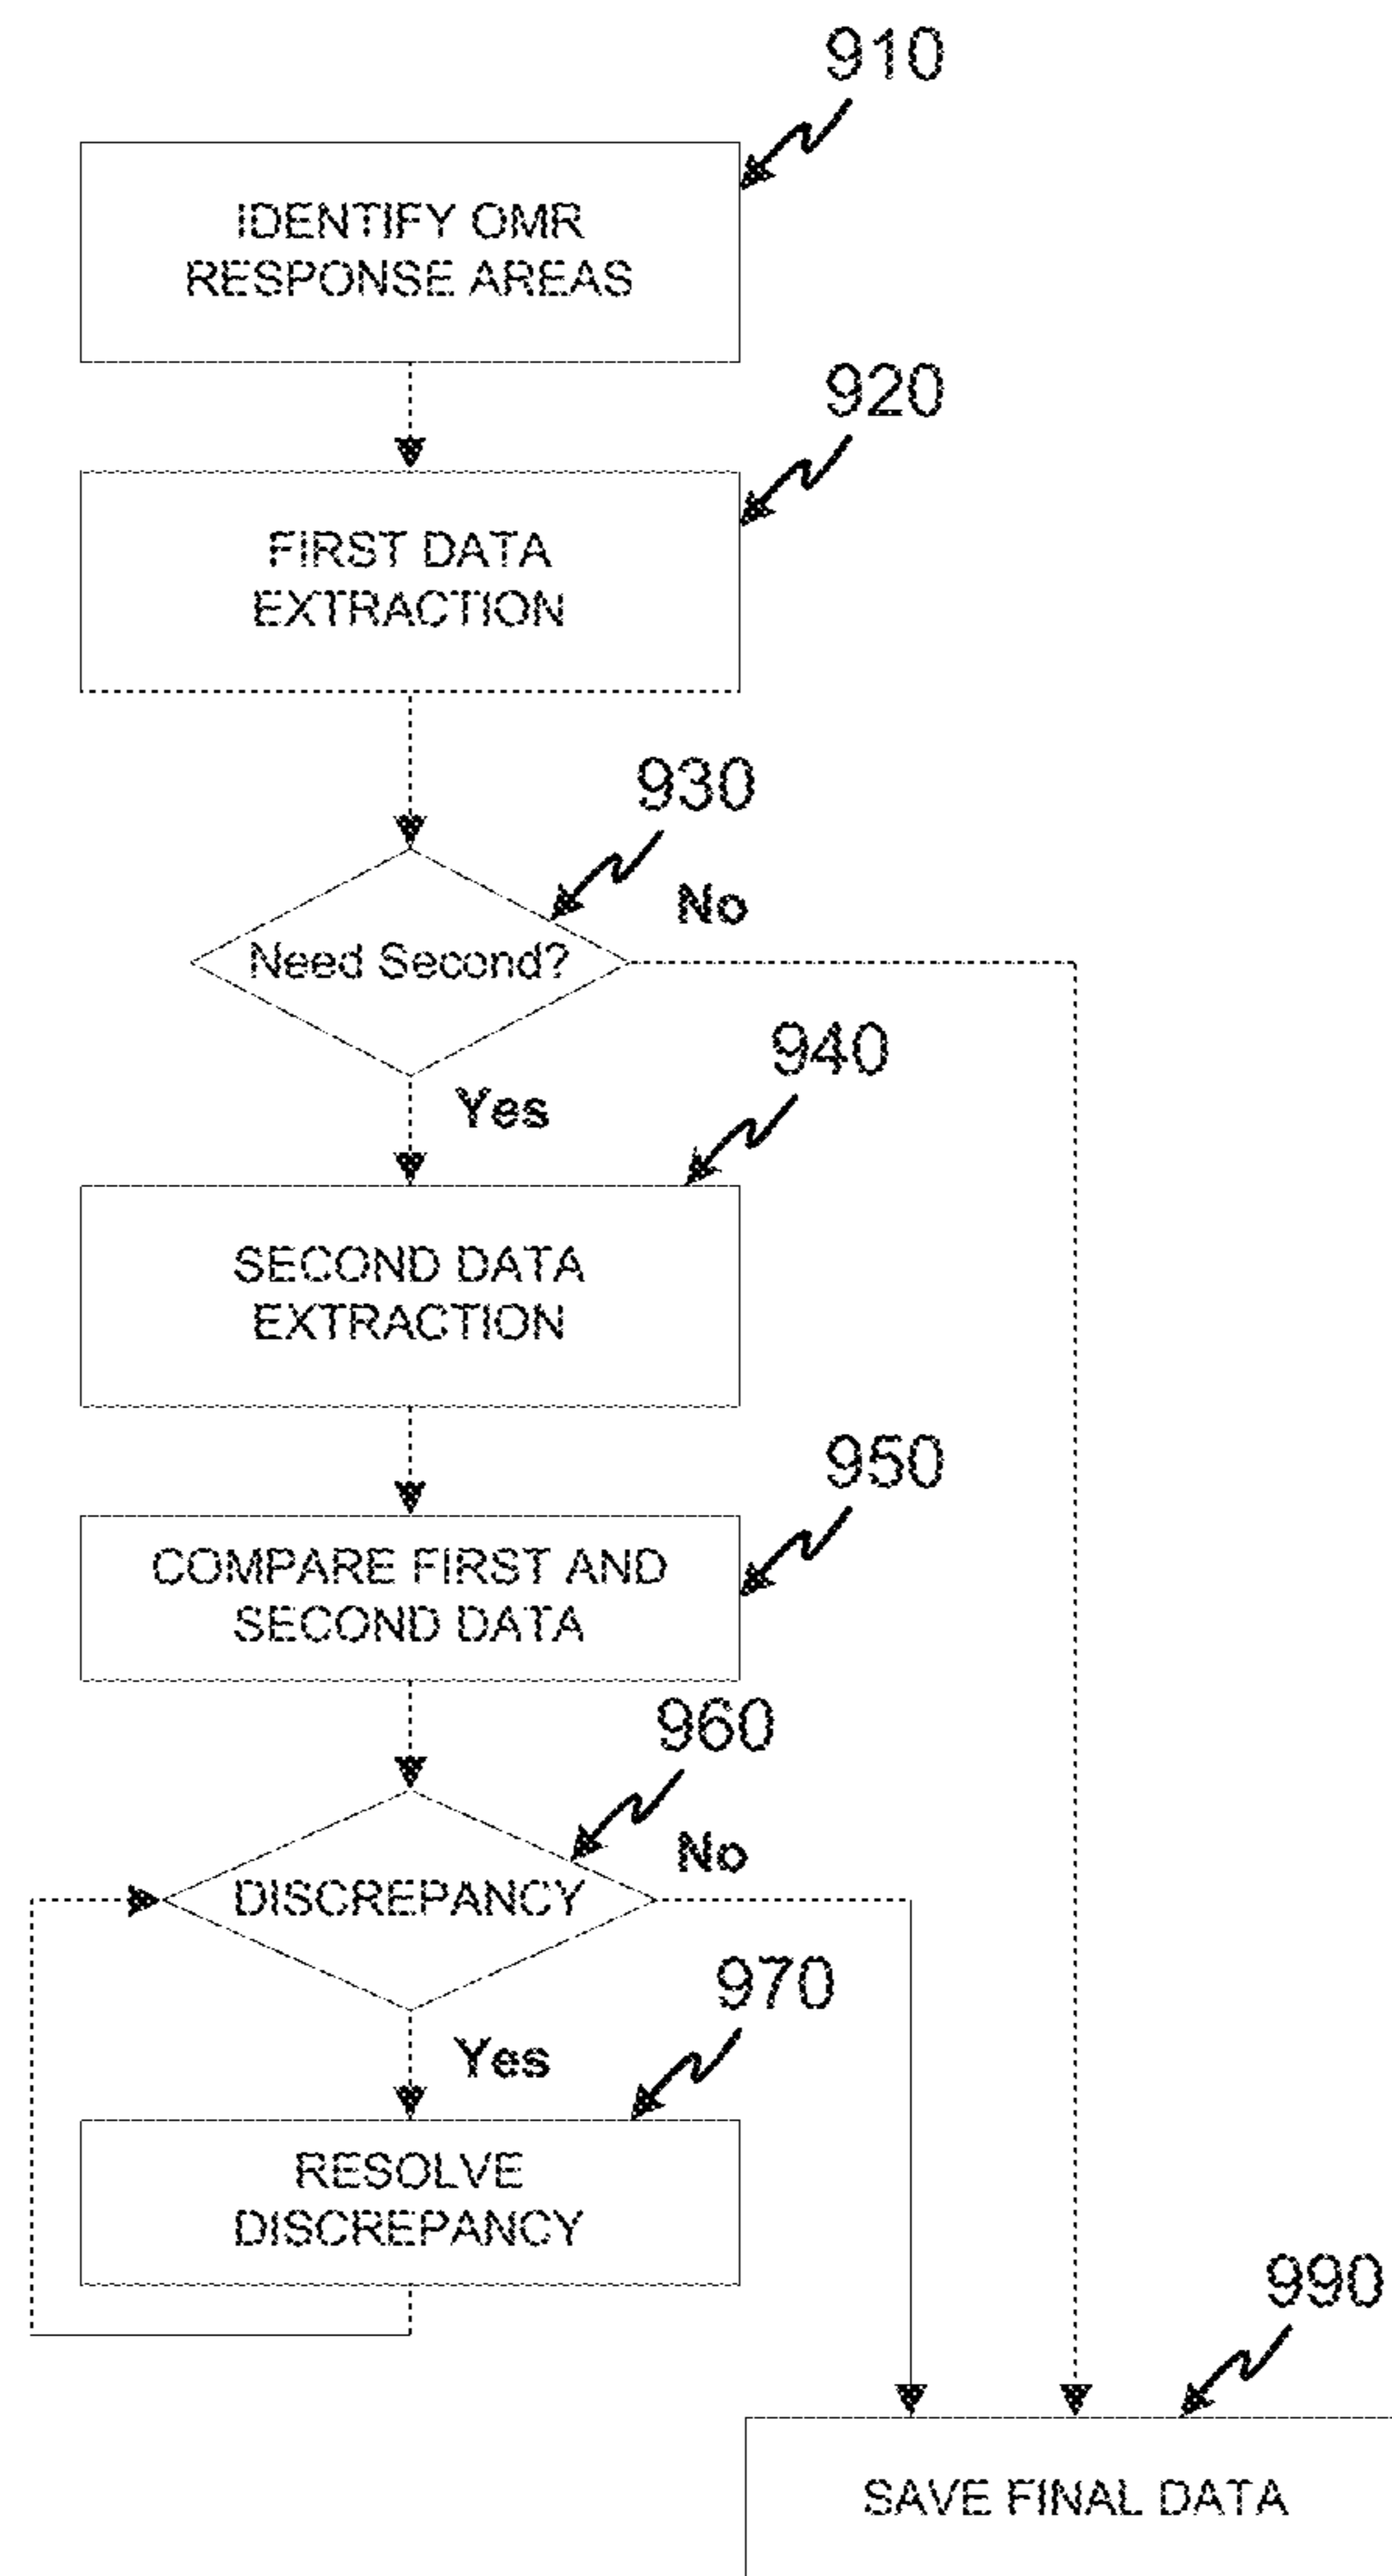 910
IDENTIFY OMR
RESPONSE AREAS
920
FIRST DATA
EXTRACTION
930
Need Second?
No
Yes
940
SECOND DATA
EXTRACTION
950
COMPARE FIRST AND
SECOND DATA
960
DISCREPANCY
No
Yes
970
RESOLVE
DISCREPANCY
990
SAVE FINAL DATA